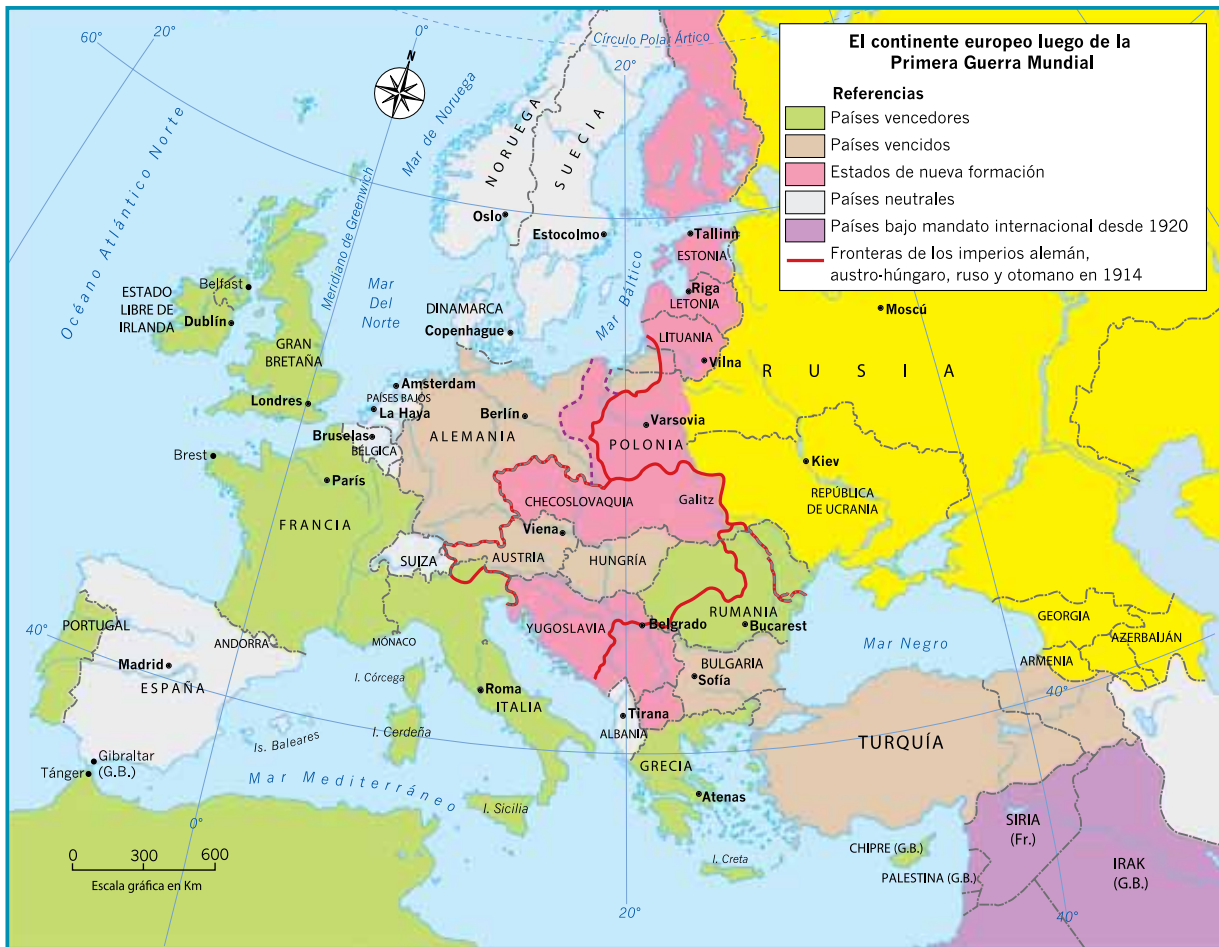 El continente europeo luego de la
Primera Guerra Mundial
Referencias
Países vencedores
Países vencidos
Estados de nueva formación
Países neutrales
Países bajo mandato internacional desde 1920
Fronteras de los imperios alemán,
austro-húngaro, ruso y otomano en 1914
60°
20°
0°
N
Círculo Polar Ártico
20°
Océano Atlántico Norte
Mar de Noruega
Meridiano de Greenwich
NORUEGA
SUECIA
Oslo
Estocolmo
Tallinn
ESTONIA
Riga
LETONIA
Mar Báltico
LITUANIA
Vilna
Moscú
RUSIA
Belfast
ESTADO
LIBRE DE
IRLANDA
Dublín
Mar
Del
Norte
DINAMARCA
Copenhague
GRAN
BRETAÑA
Londres
Amsterdam
PAÍSES BAJOS
La Haya
Bruselas
BÉLGICA
Berlín
ALEMANIA
Varsovia
POLONIA
Brest
París
FRANCIA
CHECOSLOVAQUIA
Galitz
Kiev
REPÚBLICA
DE UCRANIA
Viena
SUIZA
AUSTRIA
HUNGRÍA
RUMANIA
Bucarest
YUGOSLAVIA
Belgrado
Mar Negro
GEORGIA
AZERBAIJÁN
ARMENIA
40°
40°
PORTUGAL
ANDORRA
MÓNACO
Madrid
ESPAÑA
I. Córcega
Roma
ITALIA
BULGARIA
Sofía
Tirana
ALBANIA
Is. Baleares
I. Cerdeña
GRECIA
TURQUÍA
Gibraltar
(G.B.)
Tánger
Mar Mediterráneo
I. Sicilia
Atenas
I. Creta
CHIPRE (G.B.)
PALESTINA (G.B.)
SIRIA
(Fr.)
IRAK
(G.B.)
0°
0 300 600
Escala gráfica en Km
20°
40°